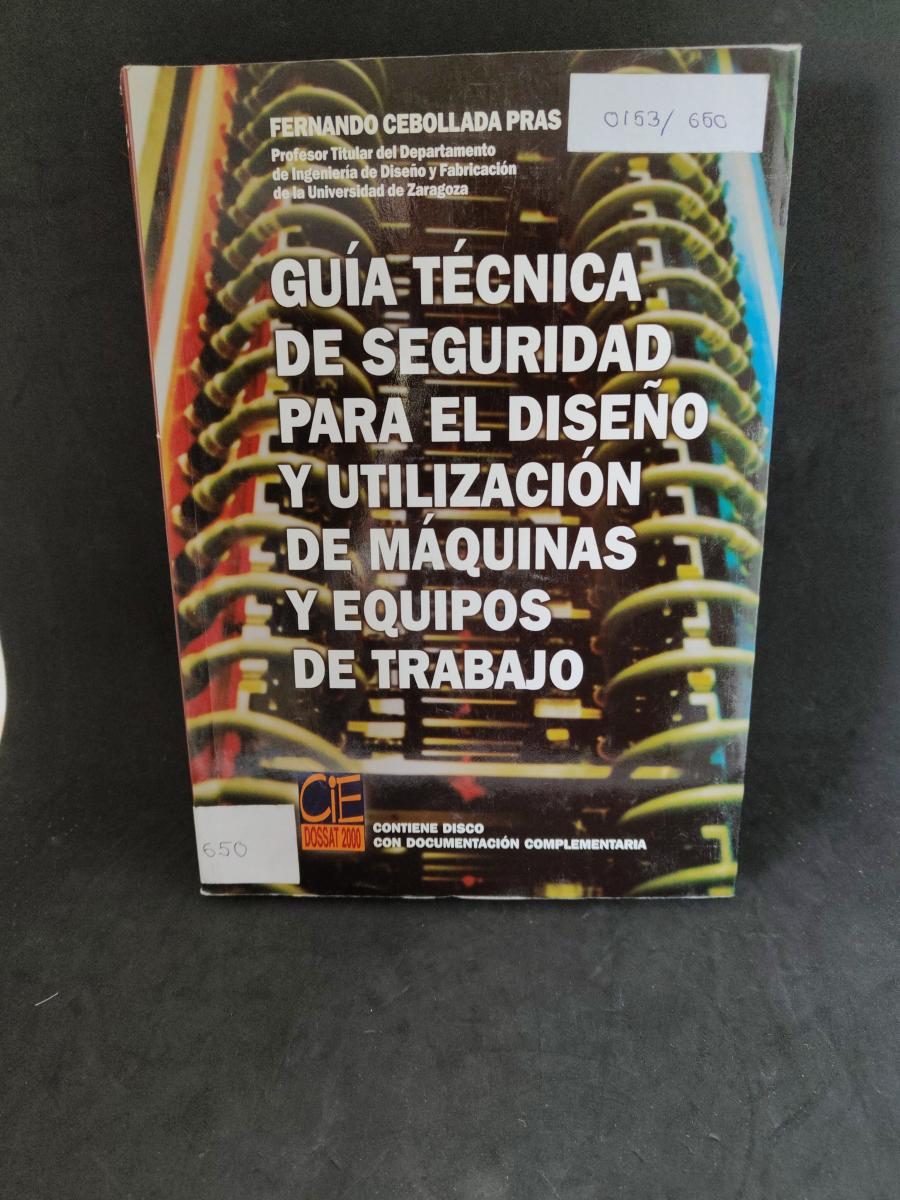 FERNANDO CEBOLLADA PRAS
0153/ 650
Profesor Titular del Departamento
de Ingeniería de Diseño y Fabricación
de la Universidad de Zaragoza
GUÍA TÉCNICA
DE SEGURIDAD
PARA EL DISEÑO
Y UTILIZACIÓN
DE MÁQUINAS
Y EQUIPOS
DE TRABAJO
CiE
DOSSAT 2000
CONTIENE DISCO
CON DOCUMENTACIÓN COMPLEMENTARIA
650